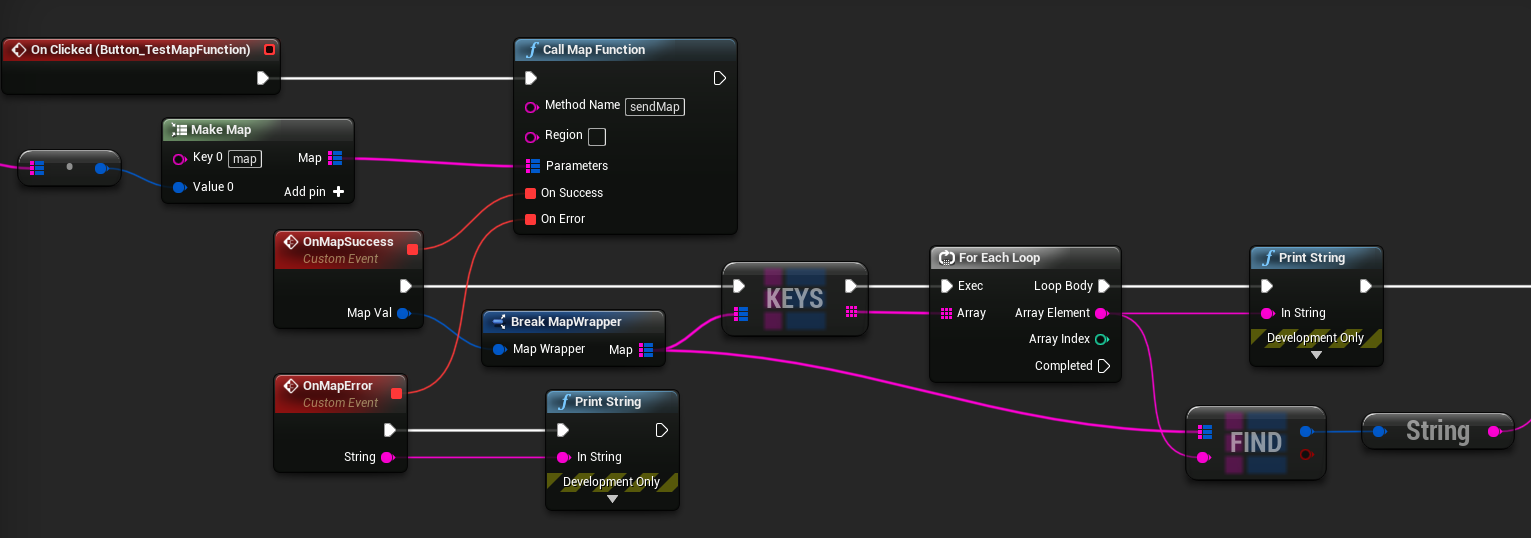 On Clicked (Button_TestMapFunction)
Call Map Function
Method Name sendMap
Region
Parameters
On Success
On Error
Make Map
Key 0 map Map
Value 0 Add pin
OnMapSuccess
Custom Event
Map Val
Break MapWrapper
Map Wrapper Map
OnMapError
Custom Event
String
Print String
In String
Development Only
KEYS
For Each Loop
Exec Loop Body
Array Array Element
Array Index
Completed
Print String
In String
Development Only
FIND
String